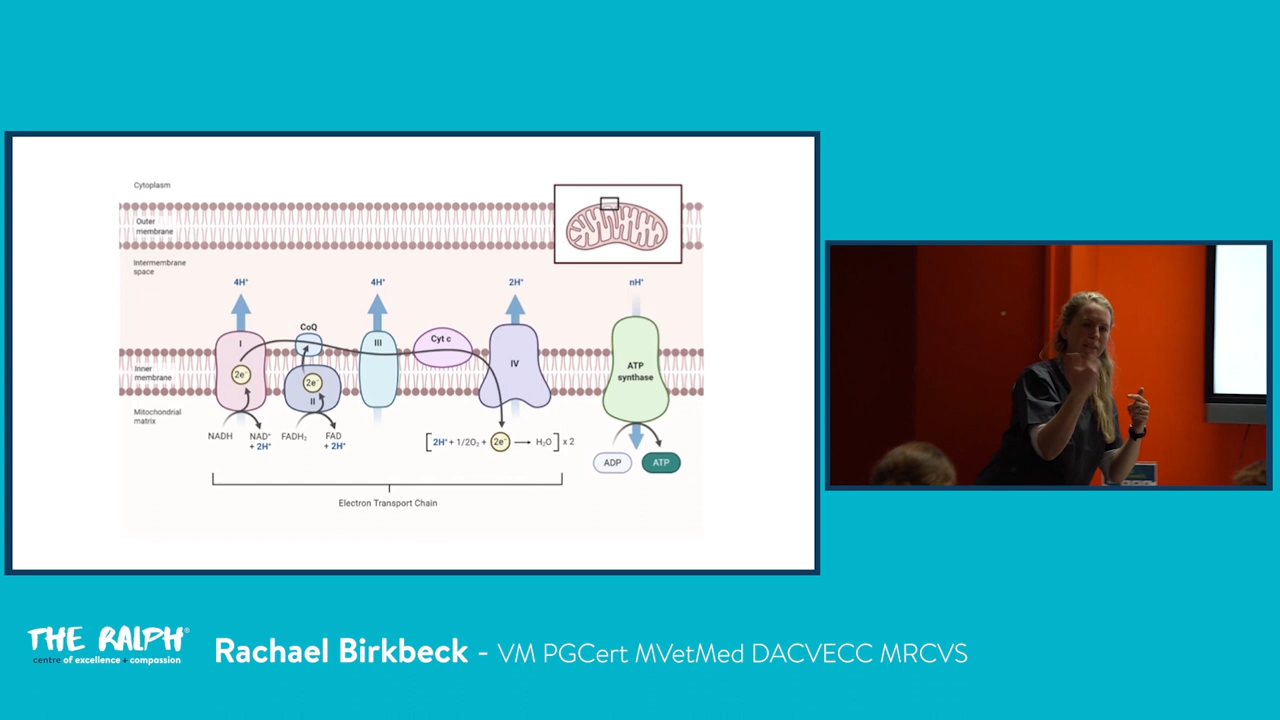 Cytoplasm
Outer
membrane
Intermembrane
space
4H⁺
4H⁺
2H⁺
nH⁺
CoQ
I
III
Cyt c
IV
ATP
synthase
Inner
membrane
2e⁻
2e⁻
II
Mitochondrial
matrix
NADH
NAD⁺
+ 2H⁺
FADH₂
FAD
+ 2H⁺
[2H⁺ + 1/2O₂ + 2e⁻ → H₂O] x 2
ADP
ATP
Electron Transport Chain
THE RALPH®
centre of excellence + compassion
Rachael Birkbeck - VM PGCert MVetMed DACVECC MRCVS